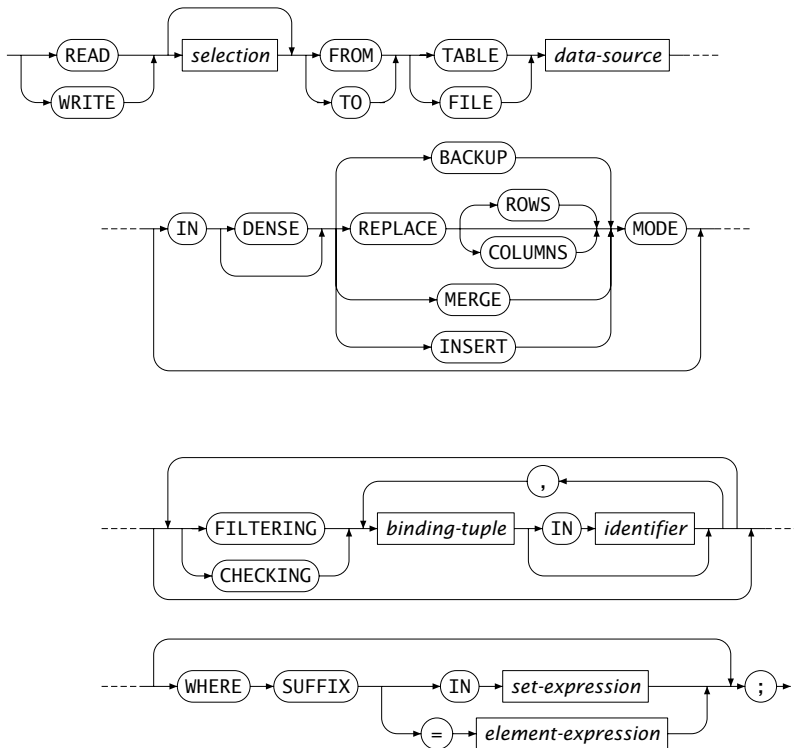 READ selection FROM TABLE data-source
WRITE TO FILE
BACKUP
ROWS
IN DENSE REPLACE MODE
COLUMNS
MERGE
INSERT
,
FILTERING binding-tuple IN identifier
CHECKING
WHERE SUFFIX IN set-expression ;
= element-expression